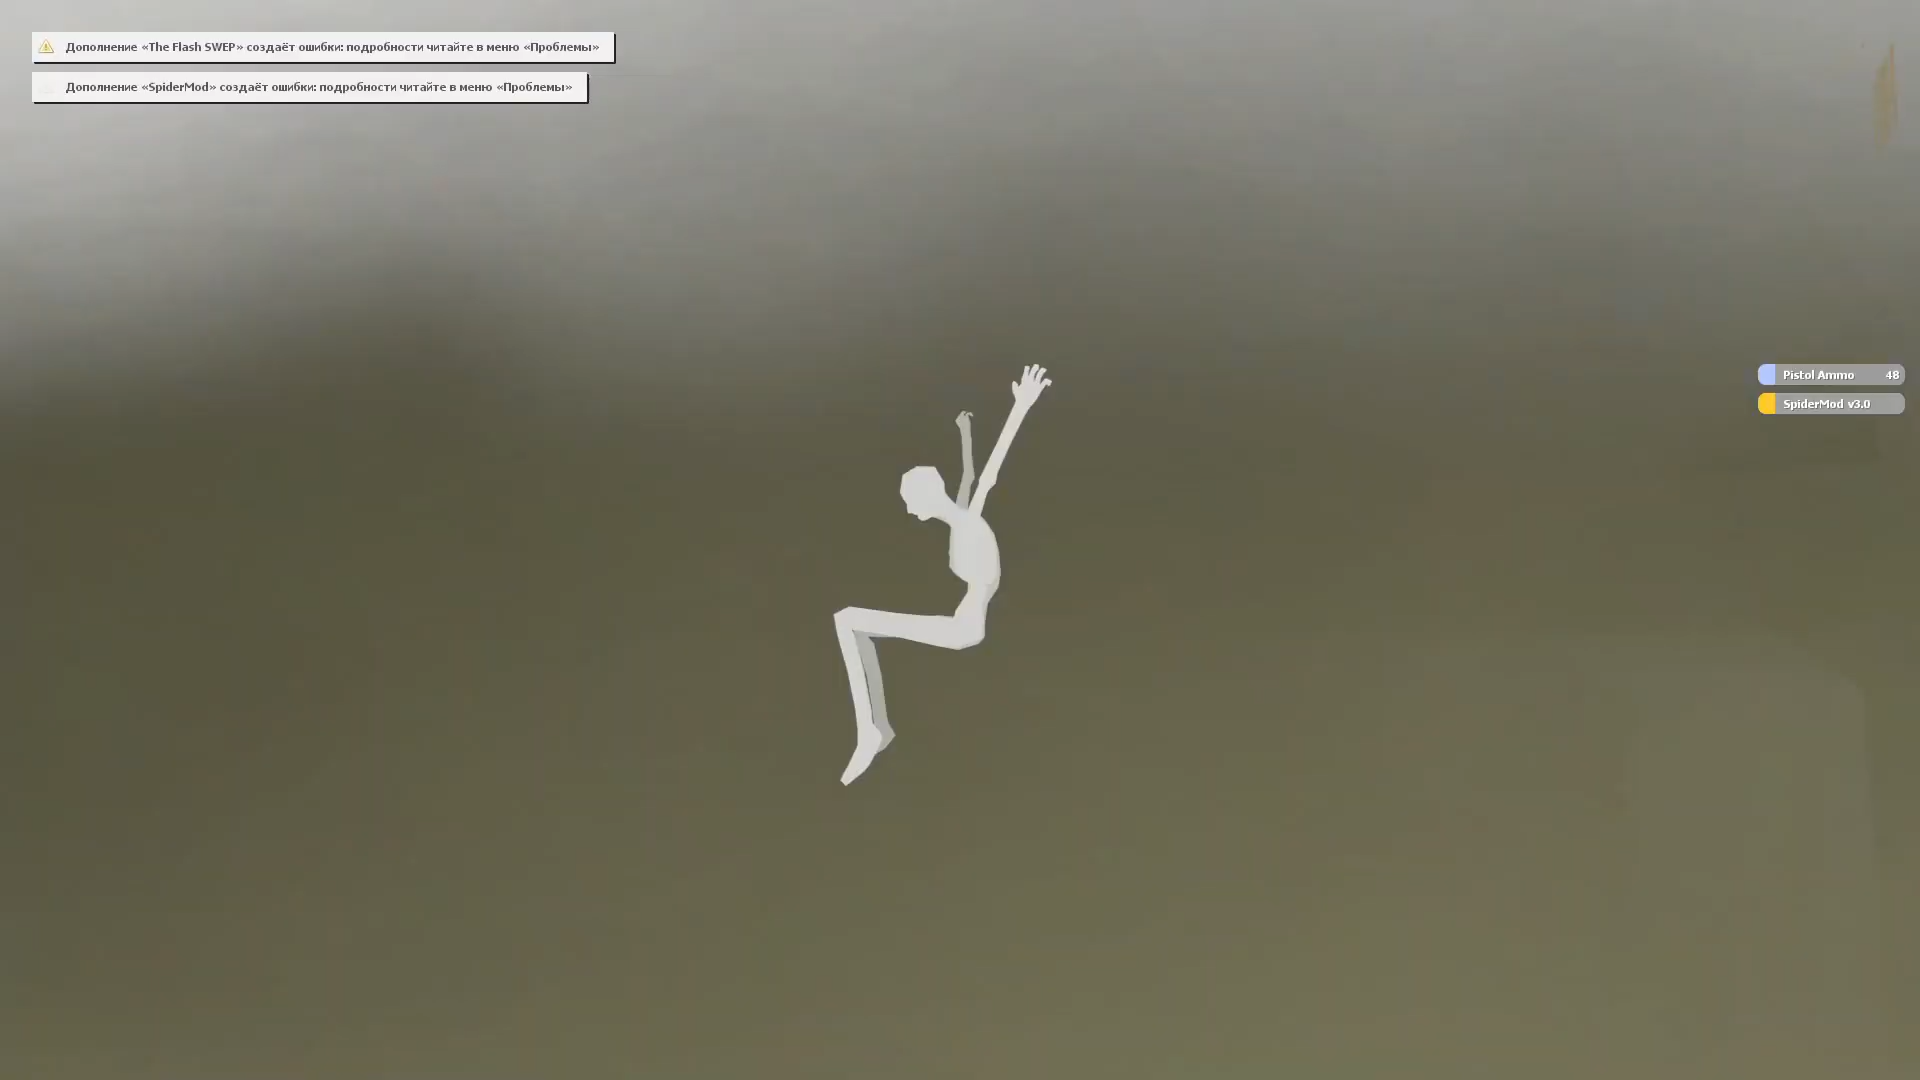 Дополнение «The Flash SWEP» создаёт ошибки: подробности читайте в меню «Проблемы»
Дополнение «SpiderMod» создаёт ошибки: подробности читайте в меню «Проблемы»
Pistol Ammo 48
SpiderMod v3.0